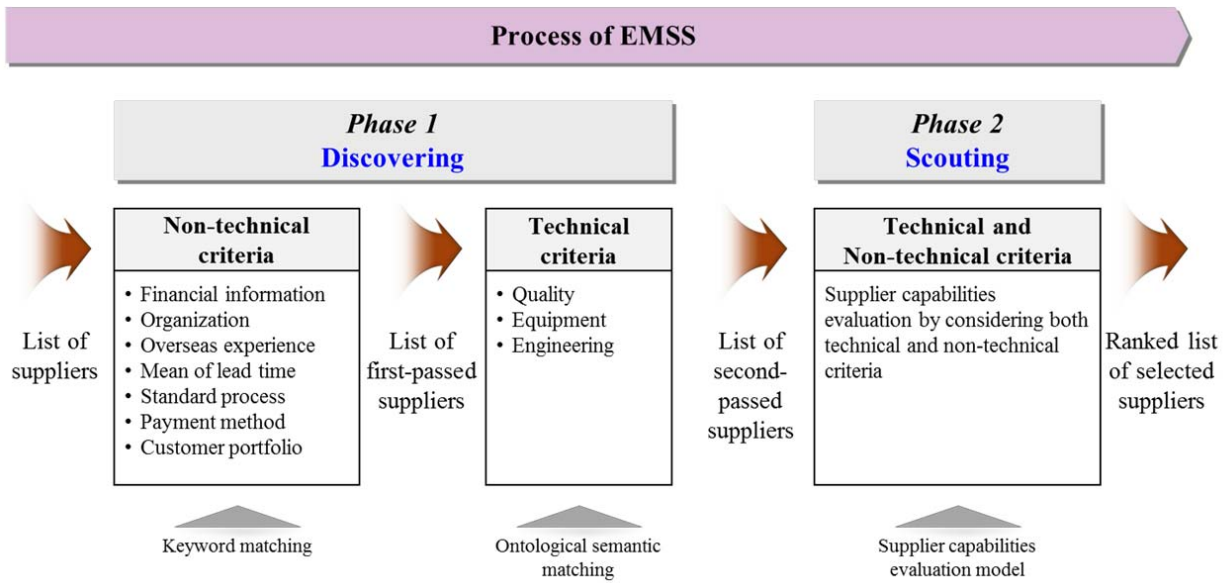 Process of EMSS
Phase 1
Discovering
Phase 2
Scouting
List of
suppliers
Non-technical
criteria
• Financial information
• Organization
• Overseas experience
• Mean of lead time
• Standard process
• Payment method
• Customer portfolio
Keyword matching
List of
first-passed
suppliers
Technical
criteria
• Quality
• Equipment
• Engineering
Ontological semantic
matching
List of
second-
passed
suppliers
Technical and
Non-technical criteria
Supplier capabilities
evaluation by considering both
technical and non-technical
criteria
Supplier capabilities
evaluation model
Ranked list
of selected
suppliers